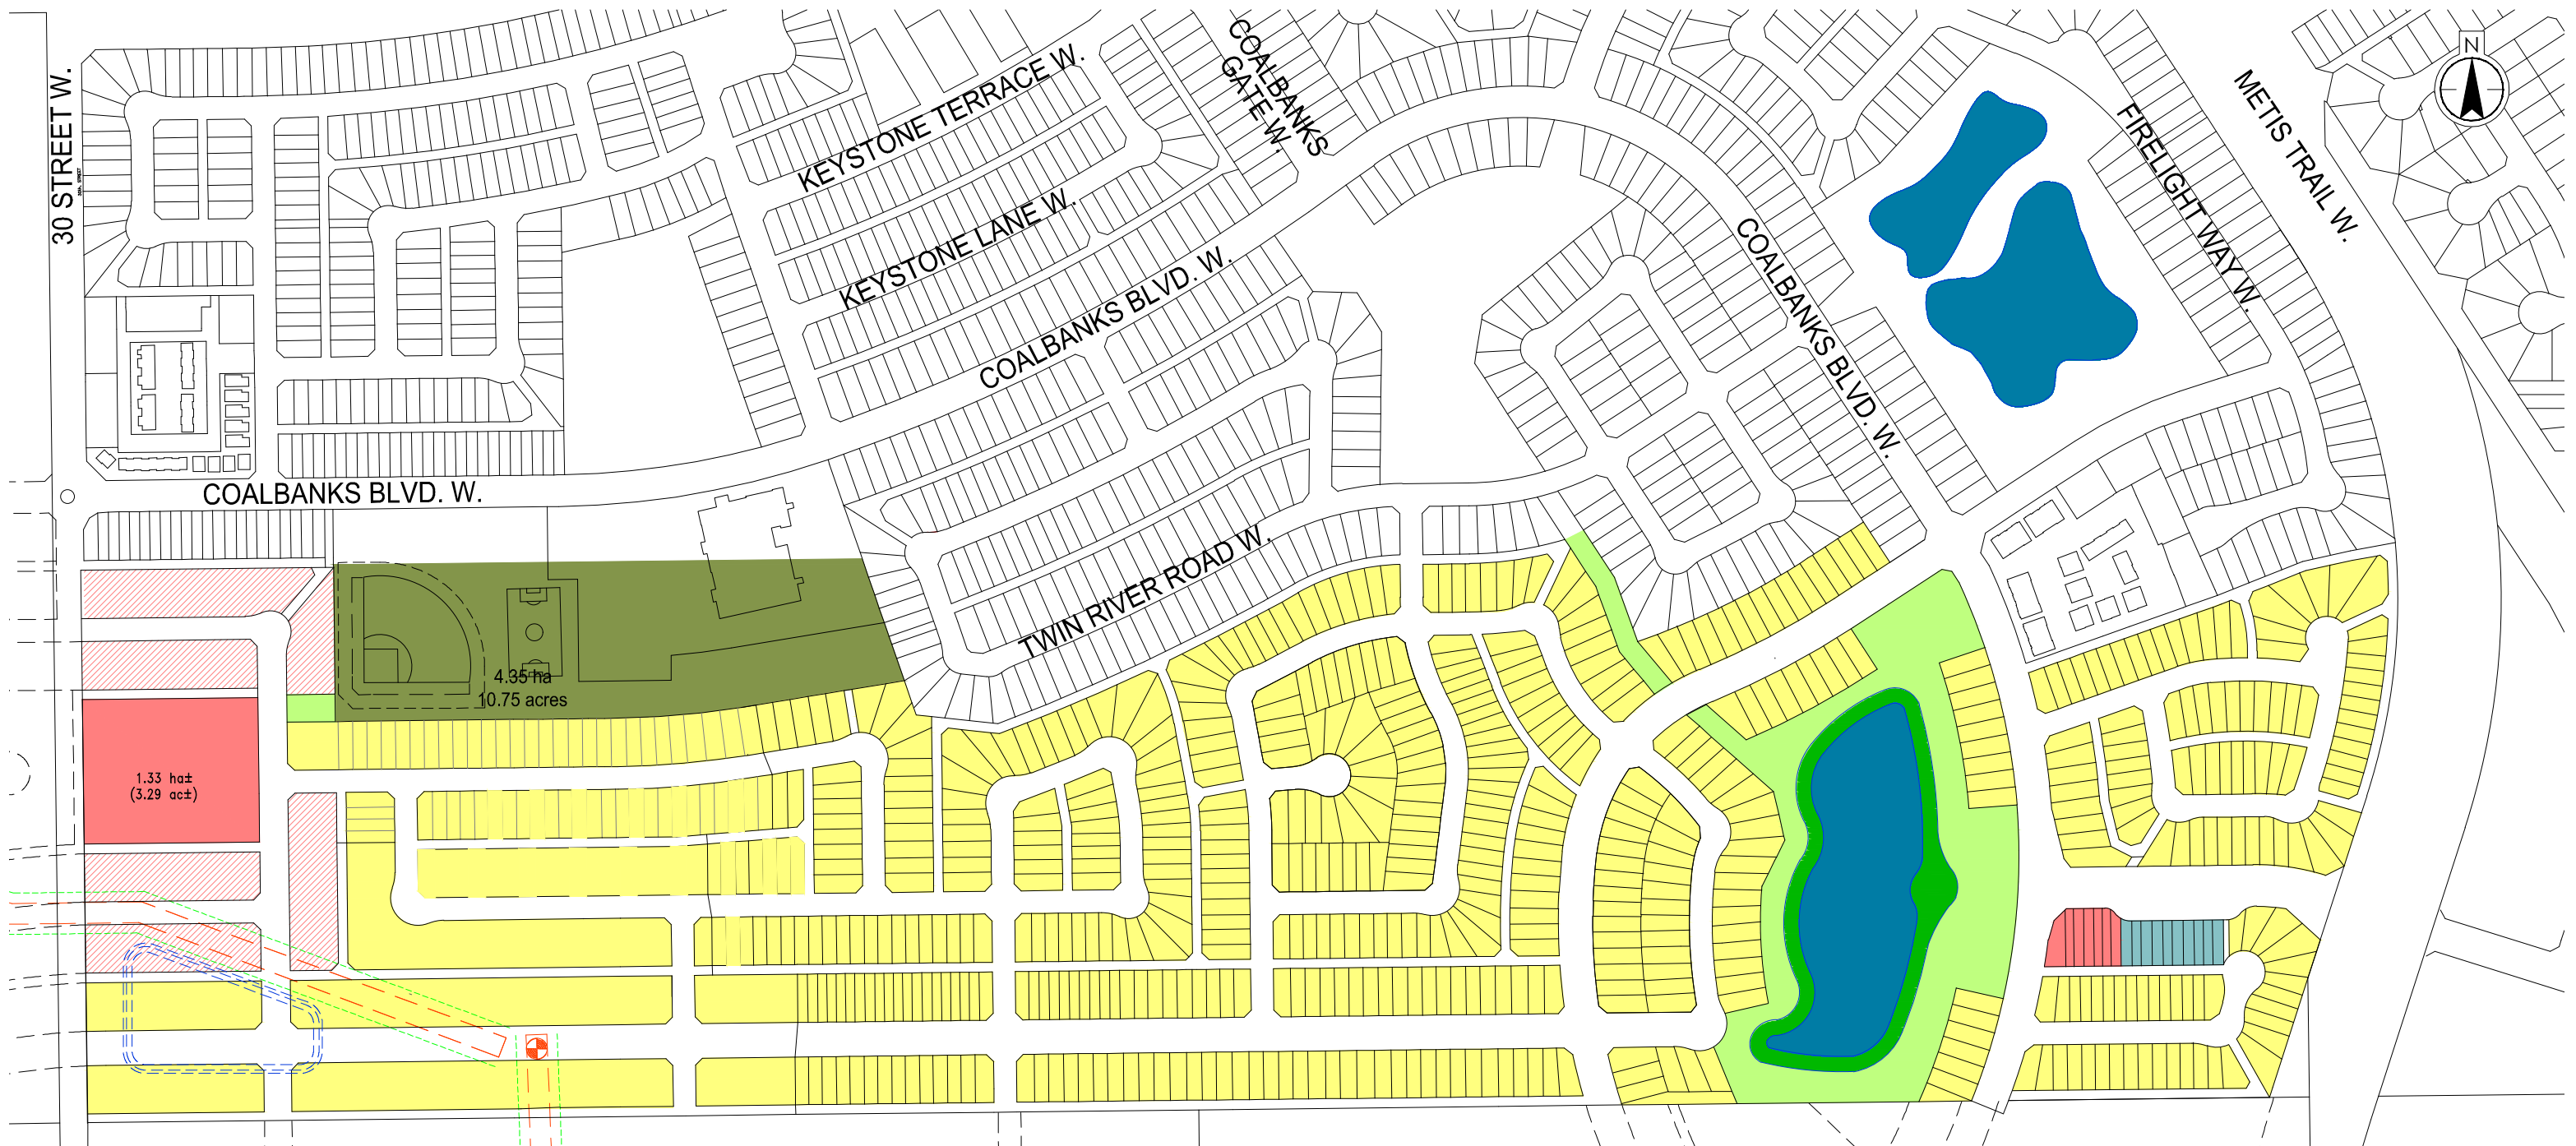 N
30 STREET W.
KEYSTONE TERRACE W.
COALBANKS
GATE W.
METIS TRAIL W.
FIRELIGHT WAY W.
KEYSTONE LANE W.
COALBANKS BLVD. W.
COALBANKS BLVD. W.
COALBANKS BLVD. W.
TWIN RIVER ROAD W.
4.35 ha
10.75 acres
1.33 ha±
(3.29 ac±)